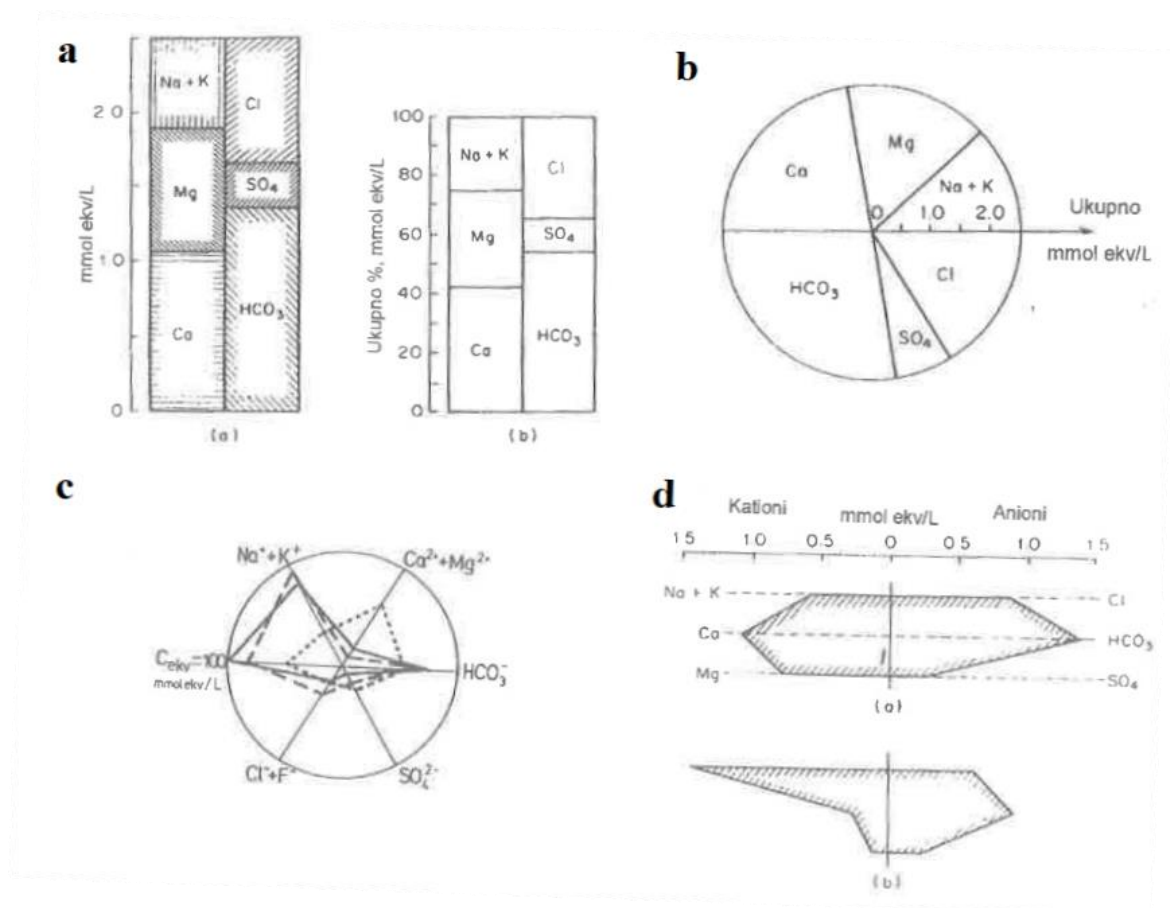 a
mmol ekv/L
2 0
1 0
0
Na + K
Mg
Ca
Cl
SO₄
HCO₃
(a)
Ukupno %, mmol ekv/L
100
80
60
40
20
0
Na + K
Mg
Ca
Cl
SO₄
HCO₃
(b)
b
Ca
Mg
Na + K
0 1.0 2.0
Ukupno
mmol ekv/L
HCO₃
SO₄
Cl
c
Na⁺+K⁺
Ca²⁺+Mg²⁺
Cekv=100
mmolekv/L
HCO₃⁻
Cl⁻+F⁻
SO₄²⁻
d
Kationi mmol ekv/L Anioni
1 5 1 0 0 5 0 0 5 1 0 1 5
Na + K
Ca
Mg
Cl
HCO₃
SO₄
(a)
(b)